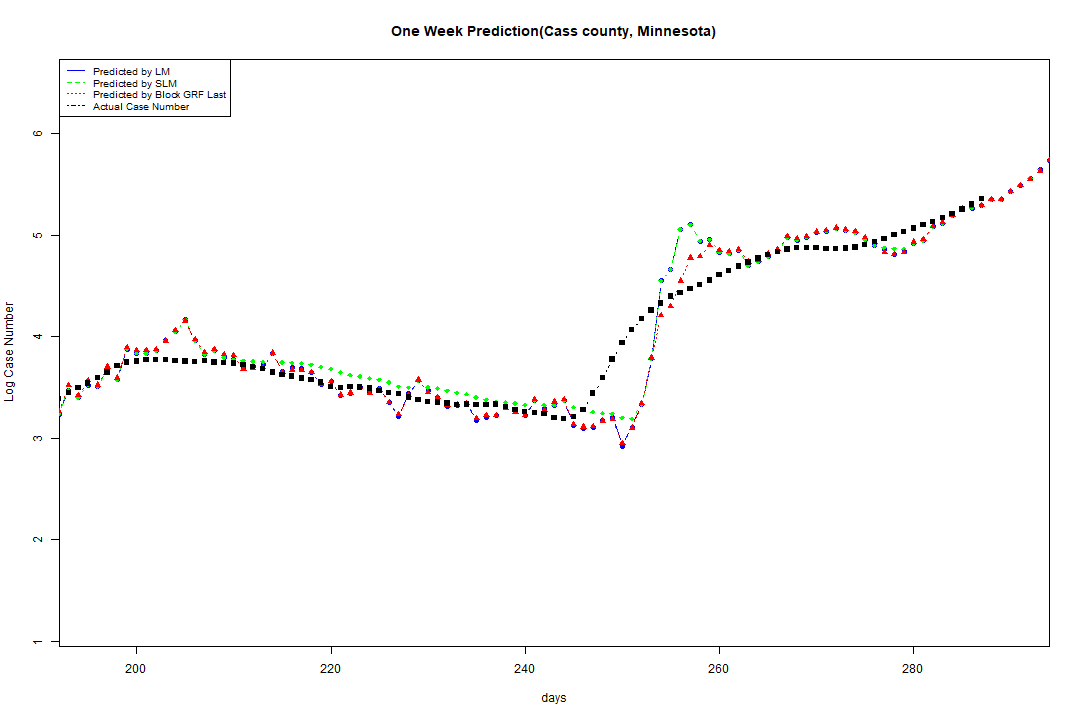 One Week Prediction(Cass county, Minnesota)
Predicted by LM
Predicted by SLM
Predicted by Block GRF Last
Actual Case Number
6
5
4
3
2
1
Log Case Number
200 220 240 260 280
days